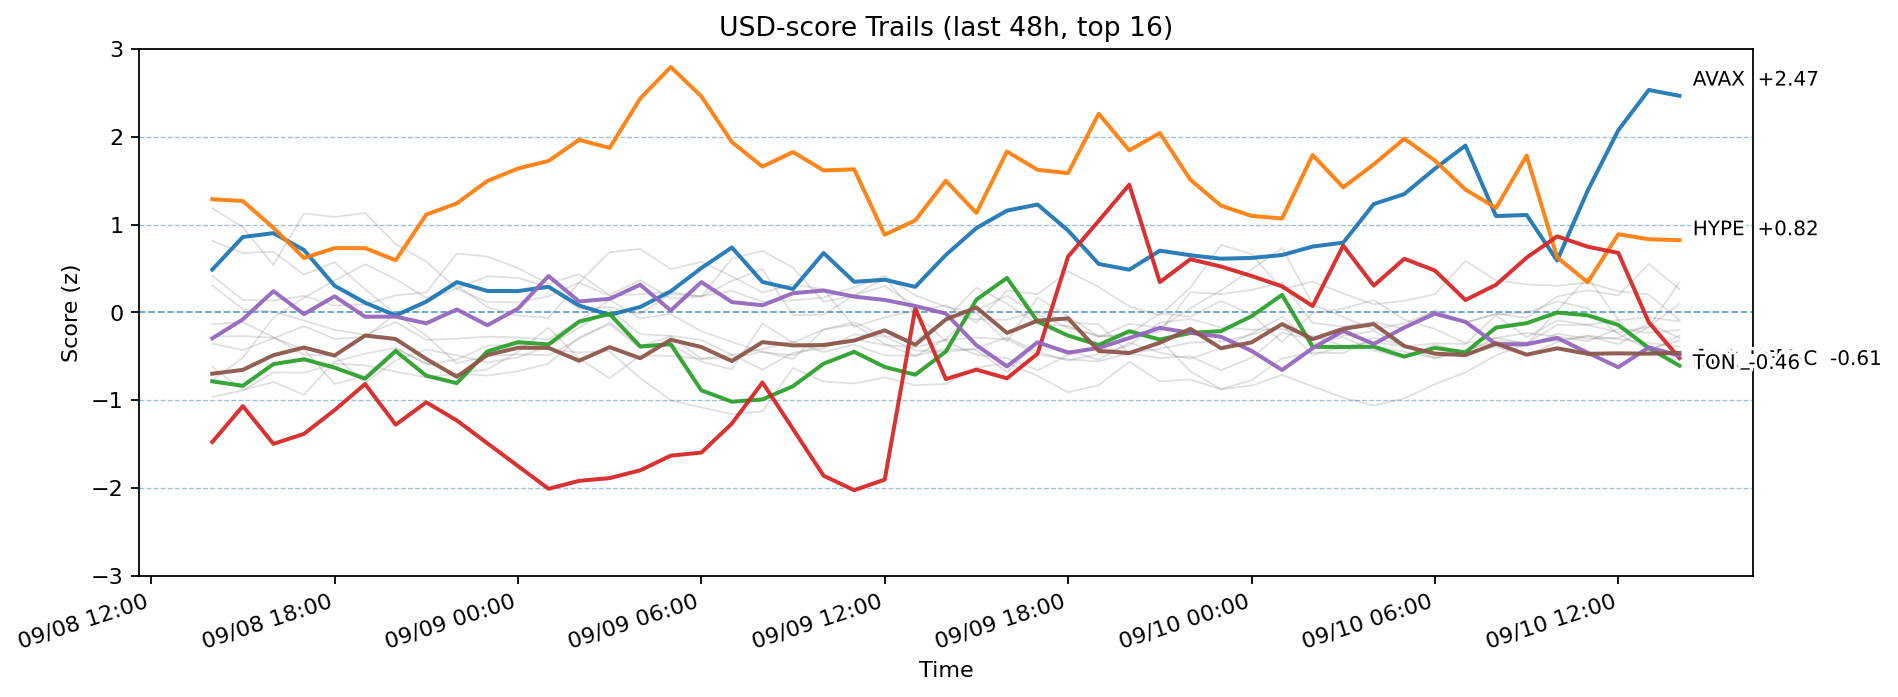 USD-score Trails (last 48h, top 16)
3
2
1
0
−1
−2
−3
Score (z)
AVAX +2.47
HYPE +0.82
C -0.61
TON -0.46
09/08 12:00
09/08 18:00
09/09 00:00
09/09 06:00
09/09 12:00
09/09 18:00
09/10 00:00
09/10 06:00
09/10 12:00
Time